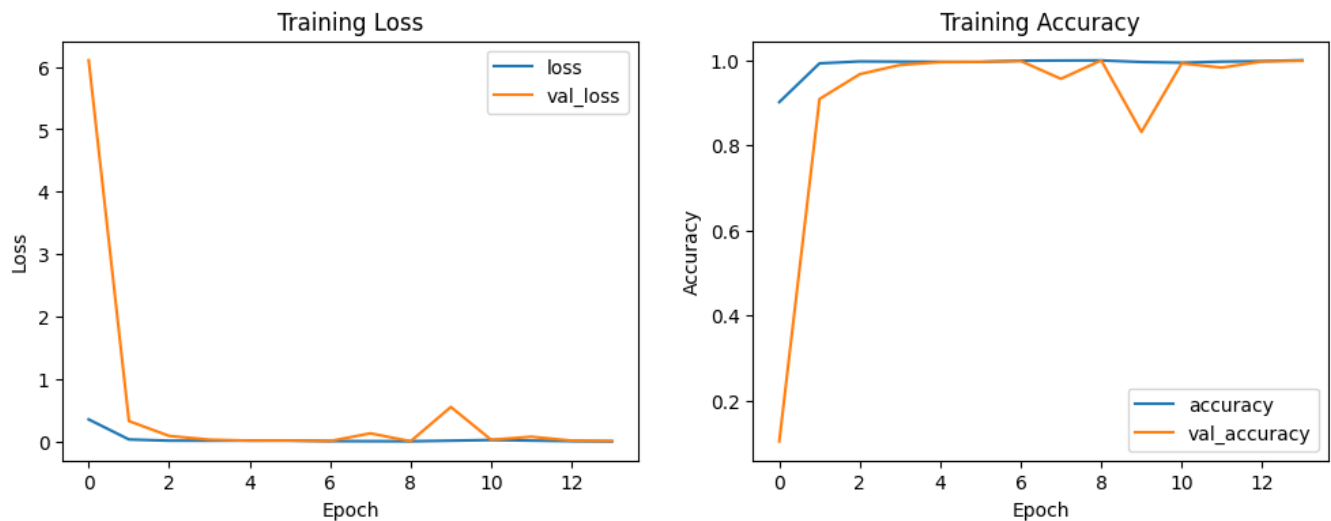 Training Loss
6
5
4
3
2
1
0
Loss
loss
val_loss
0 2 4 6 8 10 12
Epoch
Training Accuracy
1.0
0.8
0.6
0.4
0.2
Accuracy
accuracy
val_accuracy
0 2 4 6 8 10 12
Epoch